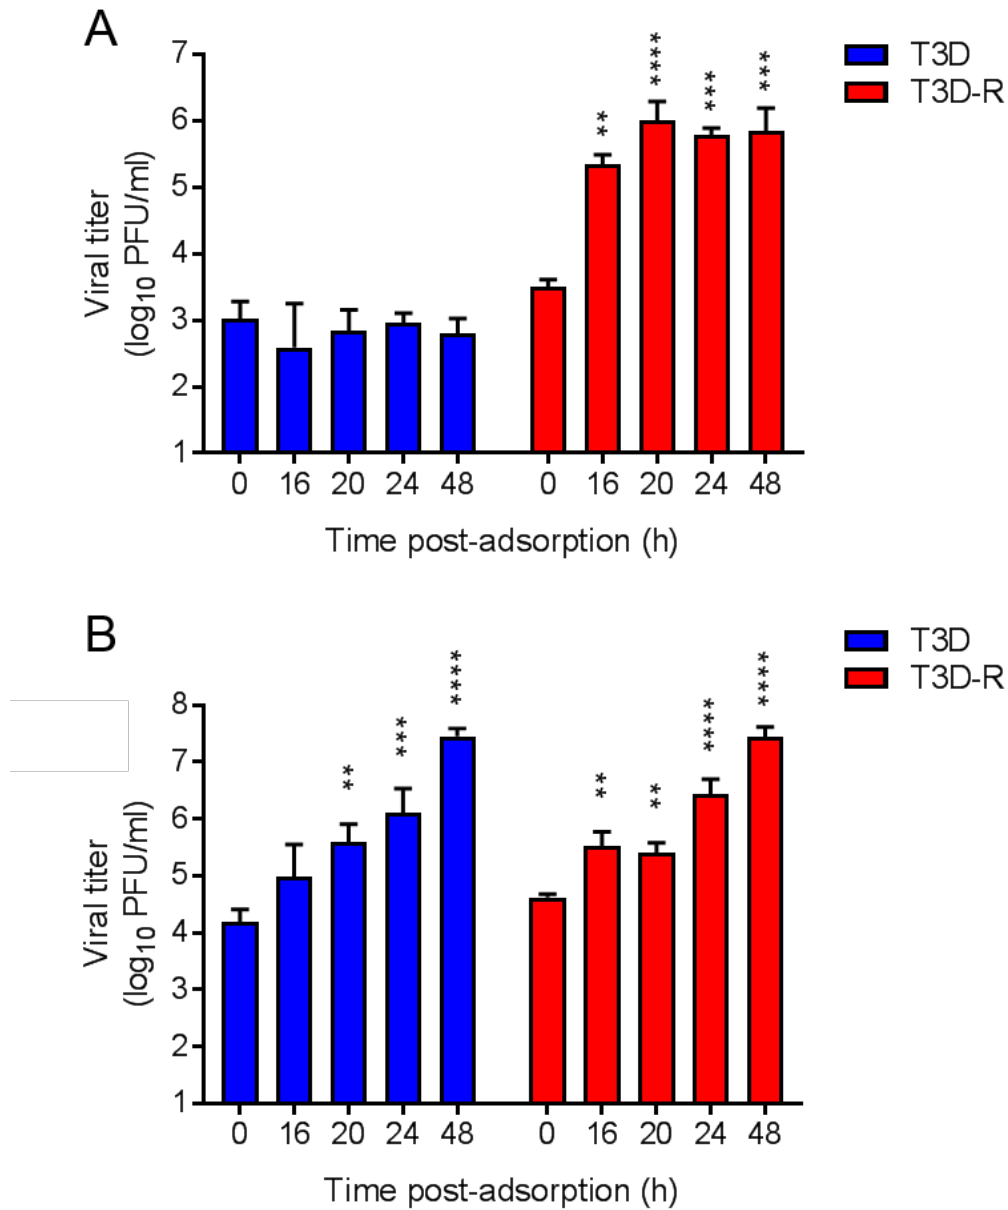 A
T3D
T3D-R
Viral titer
(log10 PFU/ml)
7
6
5
4
3
2
1
**
****
***
***
0 16 20 24 48 0 16 20 24 48
Time post-adsorption (h)
B
T3D
T3D-R
Viral titer
(log10 PFU/ml)
8
7
6
5
4
3
2
1
**
***
****
**
**
****
****
0 16 20 24 48 0 16 20 24 48
Time post-adsorption (h)